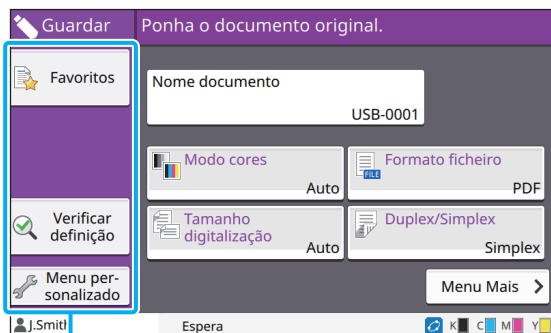 Guardar
Ponha o documento original.
Favoritos
Nome documento
USB-0001
Modo cores
Auto
Formato ficheiro
FILE
PDF
Verificar
definição
Tamanho
digitalização
Auto
Duplex/Simplex
Simplex
Menu per-
sonalizado
Menu Mais
J.Smith
Espera
K C M Y